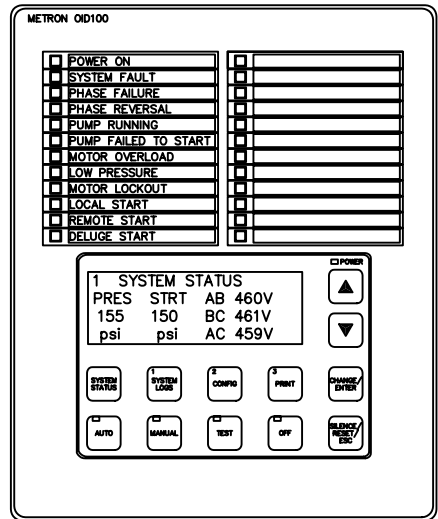 METRON OID100
POWER ON
SYSTEM FAULT
PHASE FAILURE
PHASE REVERSAL
PUMP RUNNING
PUMP FAILED TO START
MOTOR OVERLOAD
LOW PRESSURE
MOTOR LOCKOUT
LOCAL START
REMOTE START
DELUGE START
POWER
1 SYSTEM STATUS
PRES STRT AB 460V
155 150 BC 461V
psi psi AC 459V
SYSTEM
STATUS
1
SYSTEM
LOGS
2
CONFIG
3
PRINT
CHANGE/
ENTER
AUTO
MANUAL
TEST
OFF
SILENCE/
RESET/
ESC